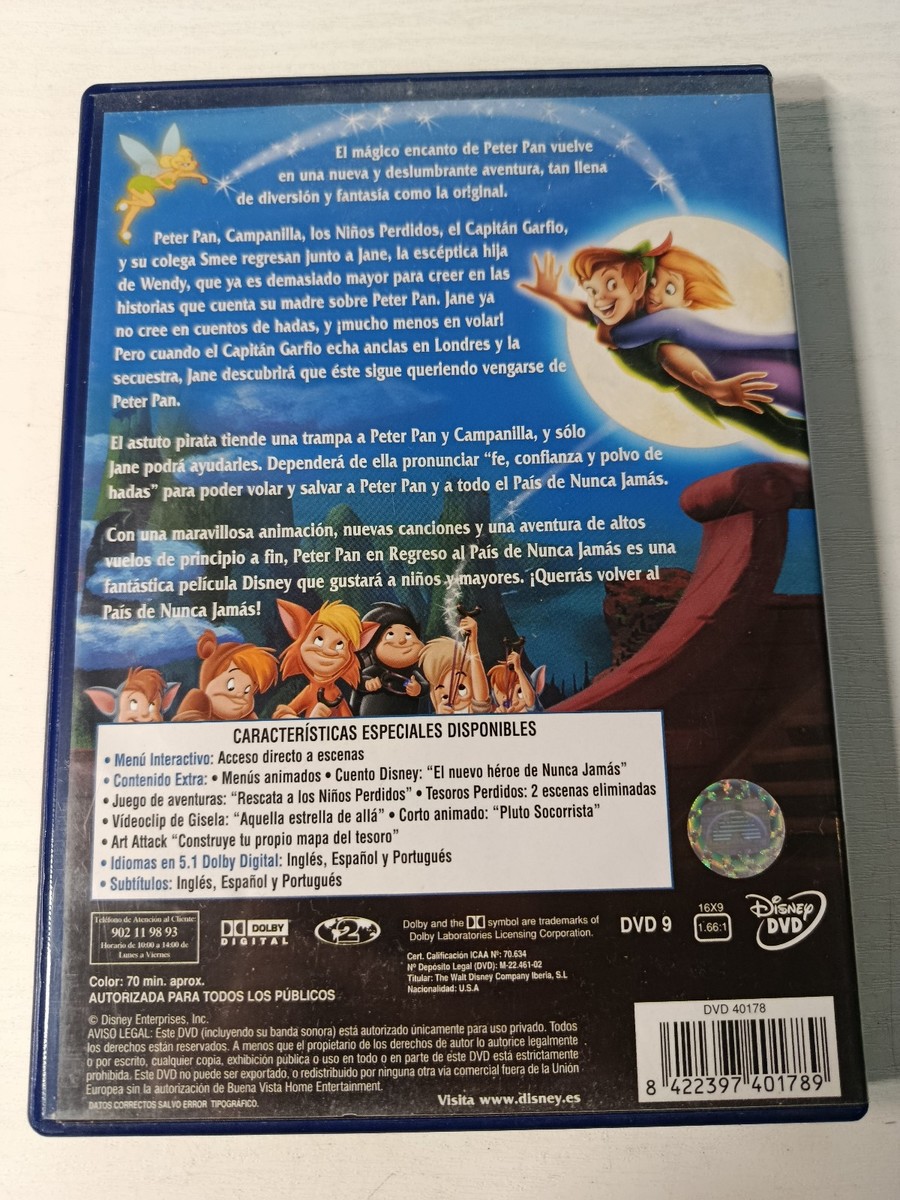 El mágico encanto de Peter Pan vuelve
en una nueva y deslumbrante aventura, tan llena
de diversión y fantasía como la original.
Peter Pan, Campanilla, los Niños Perdidos, el Capitán Garfio,
y su colega Smee regresan junto a Jane, la escéptica hija
de Wendy, que ya es demasiado mayor para creer en las
historias que cuenta su madre sobre Peter Pan. Jane ya
no cree en cuentos de hadas, y ¡mucho menos en volar!
Pero cuando el Capitán Garfio echa anclas en Londres y la
secuestra, Jane descubrirá que éste sigue queriendo vengarse de
Peter Pan.
El astuto pirata tiende una trampa a Peter Pan y Campanilla, y sólo
Jane podrá ayudarles. Dependerá de ella pronunciar “fe, confianza y polvo de
hadas” para poder volar y salvar a Peter Pan y a todo el País de Nunca Jamás.
Con una maravillosa animación, nuevas canciones y una aventura de altos
vuelos de principio a fin, Peter Pan en Regreso al País de Nunca Jamás es una
fantástica película Disney que gustará a niños y mayores. ¡Querrás volver al
País de Nunca Jamás!
CARACTERÍSTICAS ESPECIALES DISPONIBLES
• Menú Interactivo: Acceso directo a escenas
• Contenido Extra: • Menús animados • Cuento Disney: “El nuevo héroe de Nunca Jamás”
• Juego de aventuras: “Rescata a los Niños Perdidos” • Tesoros Perdidos: 2 escenas eliminadas
• Vídeoclip de Gisela: “Aquella estrella de allá” • Corto animado: “Pluto Socorrista”
• Art Attack “Construye tu propio mapa del tesoro”
• Idiomas en 5.1 Dolby Digital: Inglés, Español y Portugués
• Subtítulos: Inglés, Español y Portugués
Teléfono de Atención al Cliente:
902 11 98 93
Horario de 10:00 a 14:00 de
Lunes a Viernes
DOLBY
DIGITAL
2
Dolby and the DD symbol are trademarks of
Dolby Laboratories Licensing Corporation.
Cert. Calificación ICAA Nº: 70.634
Nº Depósito Legal (DVD): M-22.461-02
Titular: The Walt Disney Company Iberia, S.L
Nacionalidad: U.S.A
DVD 9
16X9
1.66:1
Disney
DVD
Color: 70 min. aprox.
AUTORIZADA PARA TODOS LOS PÚBLICOS
© Disney Enterprises, Inc.
AVISO LEGAL: Este DVD (incluyendo su banda sonora) está autorizado únicamente para uso privado. Todos
los derechos están reservados. A menos que el propietario de los derechos de autor lo autorice legalmente
o por escrito, cualquier copia, exhibición pública o uso en todo o en parte de este DVD está estrictamente
prohibida. Este DVD no puede ser exportado, o redistribuido por ninguna otra vía comercial fuera de la Unión
Europea sin la autorización de Buena Vista Home Entertainment.
DATOS CORRECTOS SALVO ERROR TIPOGRÁFICO.
Visita www.disney.es
DVD 40178
8 422397 401789